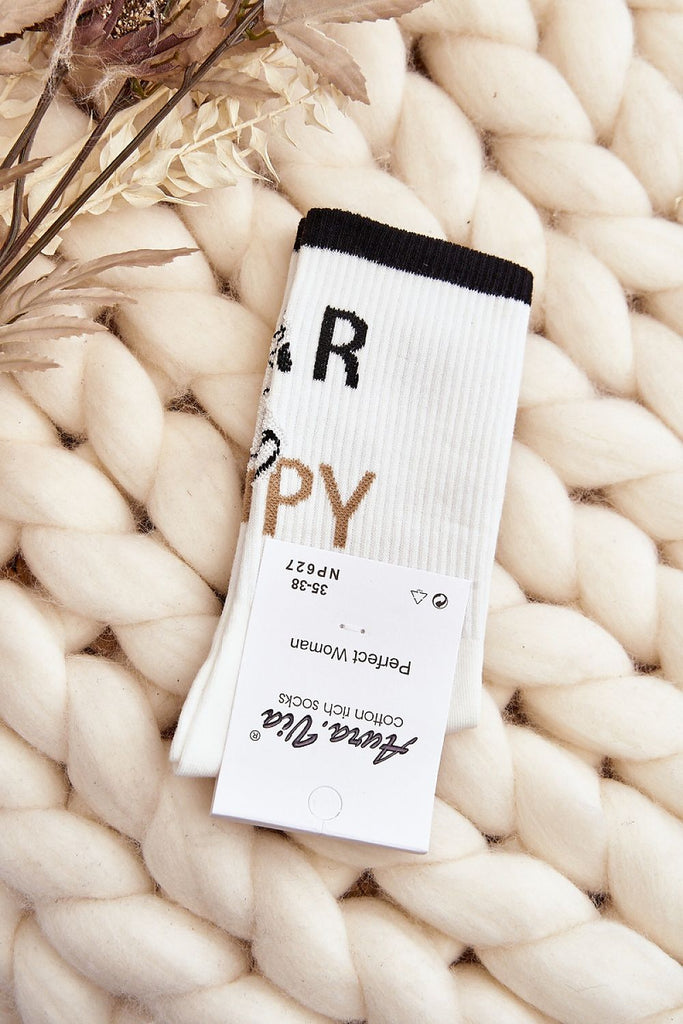 R
PY
Aura.Via®
cotton rich socks
Perfect Woman
35-38
NP627